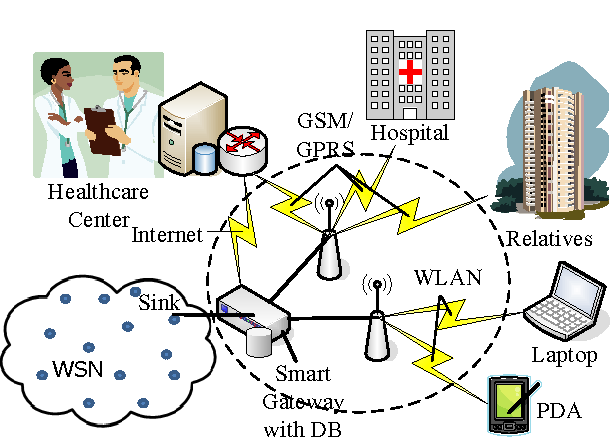 GSM/
GPRS
Hospital
Healthcare
Center
Internet
Relatives
WLAN
Sink
WSN
Laptop
Smart
Gateway
with DB
PDA